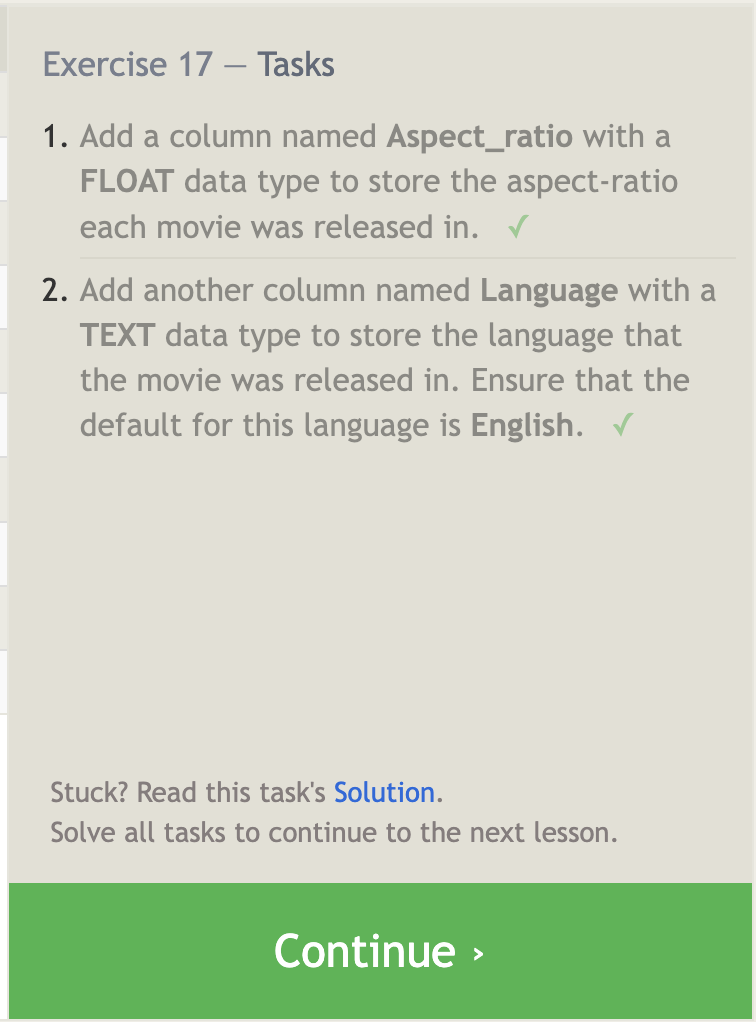 Exercise 17 — Tasks
1. Add a column named Aspect_ratio with a
FLOAT data type to store the aspect-ratio
each movie was released in. ✓
2. Add another column named Language with a
TEXT data type to store the language that
the movie was released in. Ensure that the
default for this language is English. ✓
Stuck? Read this task's Solution.
Solve all tasks to continue to the next lesson.
Continue ›